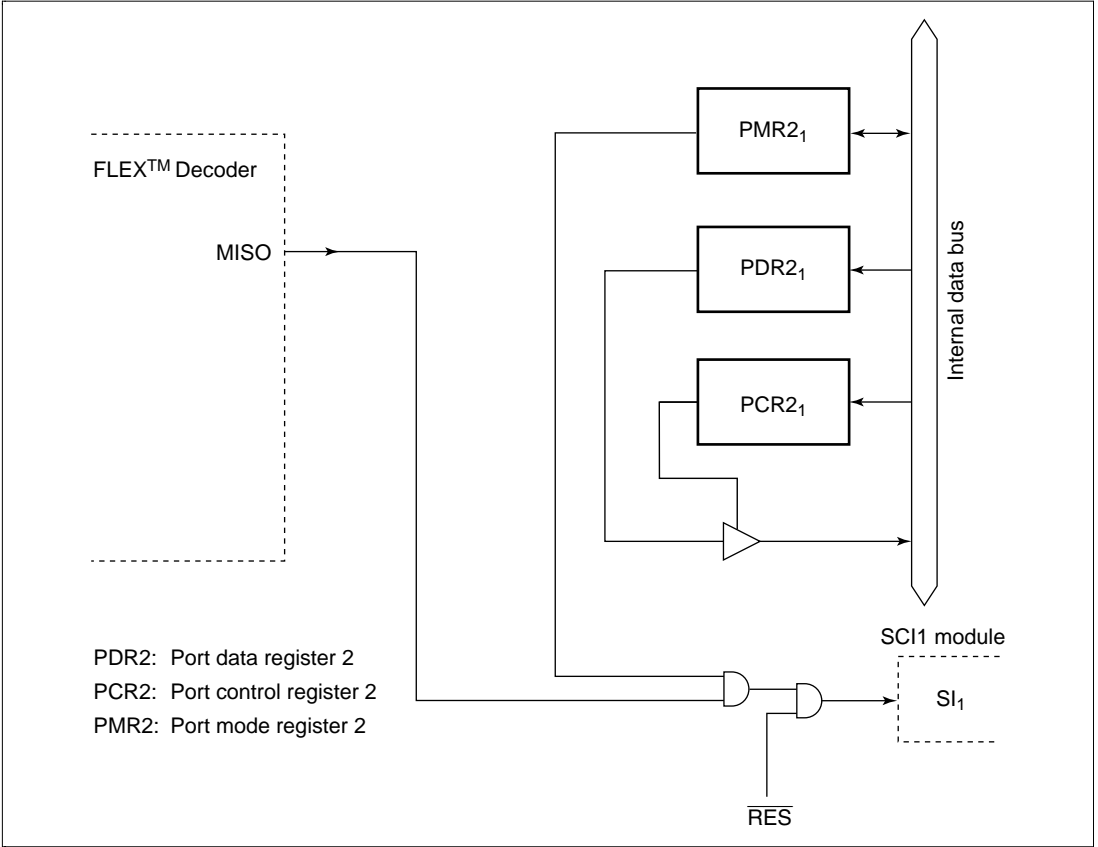 FLEX™ Decoder
MISO
PMR2₁
PDR2₁
PCR2₁
Internal data bus
SCI1 module
SI₁
R̅E̅S̅
PDR2: Port data register 2
PCR2: Port control register 2
PMR2: Port mode register 2